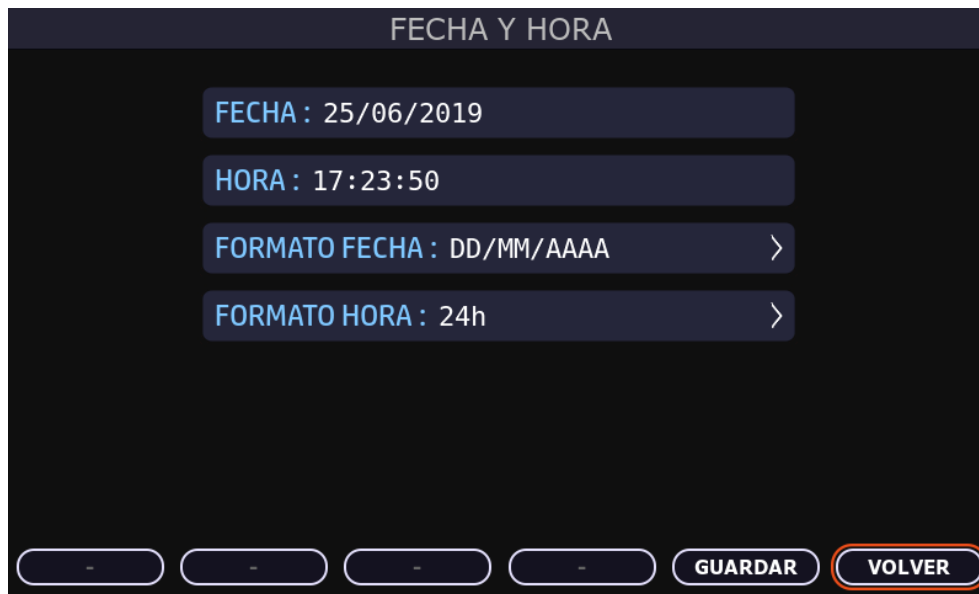 FECHA Y HORA
FECHA : 25/06/2019
HORA : 17:23:50
FORMATO FECHA : DD/MM/AAAA
FORMATO HORA : 24h
- - - - GUARDAR VOLVER